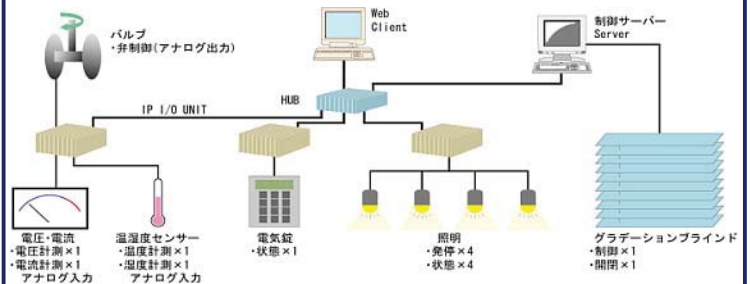 Web
Client
制御サーバー
Server
バルブ
・弁制御(アナログ出力)
HUB
IP I/O UNIT
電圧・電流
・電圧計測×1
・電流計測×1
アナログ入力
温湿度センサー
・温度計測×1
・湿度計測×1
アナログ入力
電気錠
・状態×1
照明
・発停×4
・状態×4
グラデーションブラインド
・制御×1
・開閉×1